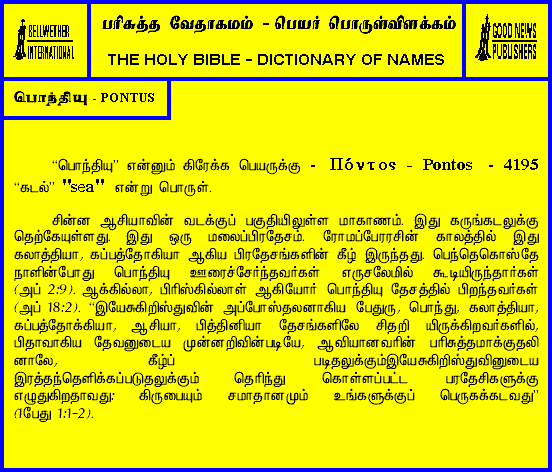 BELLWETHER
INTERNATIONAL
பரிசுத்த வேதாகமம் - பெயர் பொருள்விளக்கம்
THE HOLY BIBLE - DICTIONARY OF NAMES
GOOD NEWS
PUBLISHERS
பொந்தியு - PONTUS
“பொந்தியு” என்னும் கிரேக்க பெயருக்கு - Πόντος - Pontos - 4195
“கடல்” "sea" என்று பொருள்.
சின்ன ஆசியாவின் வடக்குப் பகுதியிலுள்ள மாகாணம். இது கருங்கடலுக்கு
தெற்கேயுள்ளது. இது ஒரு மலைப்பிரதேசம். ரோமப்பேரரசின் காலத்தில் இது
கலாத்தியா, கப்பத்தோகியா ஆகிய பிரதேசங்களின் கீழ் இருந்தது. பெந்தெகொஸ்தே
நாளின்போது பொந்தியு ஊரைச்சேர்ந்தவர்கள் எருசலேமில் கூடியிருந்தார்கள்
(அப் 2:9). ஆக்கில்லா, பிரிஸ்கில்லாள் ஆகியோர் பொந்தியு தேசத்தில் பிறந்தவர்கள்
(அப் 18:2). “இயேசுகிறிஸ்துவின் அப்போஸ்தலனாகிய பேதுரு, பொந்து, கலாத்தியா,
கப்பத்தோக்கியா, ஆசியா, பித்தினியா தேசங்களிலே சிதறி யிருக்கிறவர்களில்,
பிதாவாகிய தேவனுடைய முன்னறிவின்படியே, ஆவியானவரின் பரிசுத்தமாக்குதலி
னாலே, கீழ்ப் படிதலுக்கும்இயேசுகிறிஸ்துவினுடைய
இரத்தந்தெளிக்கப்படுதலுக்கும் தெரிந்து கொள்ளப்பட்ட பரதேசிகளுக்கு
எழுதுகிறதாவது: கிருபையும் சமாதானமும் உங்களுக்குப் பெருகக்கடவது”
(1பேது 1:1-2).